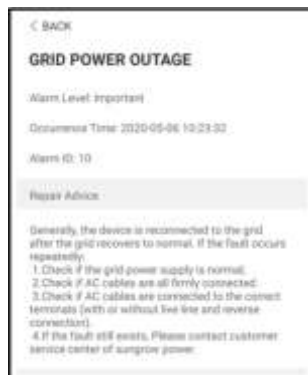 < BACK
GRID POWER OUTAGE
Alarm Level: Important
Occurrence Time: 2020-05-06 10:23:32
Alarm ID: 10
Repair Advice
Generally, the device is reconnected to the grid
after the grid recovers to normal. If the fault occurs
repeatedly:
1.Check if the grid power supply is normal.
2.Check if AC cables are all firmly connected.
3.Check if AC cables are connected to the correct
terminals (with or without live line and reverse
connection).
4.If the fault still exists, Please contact customer
service center of sungrow power.